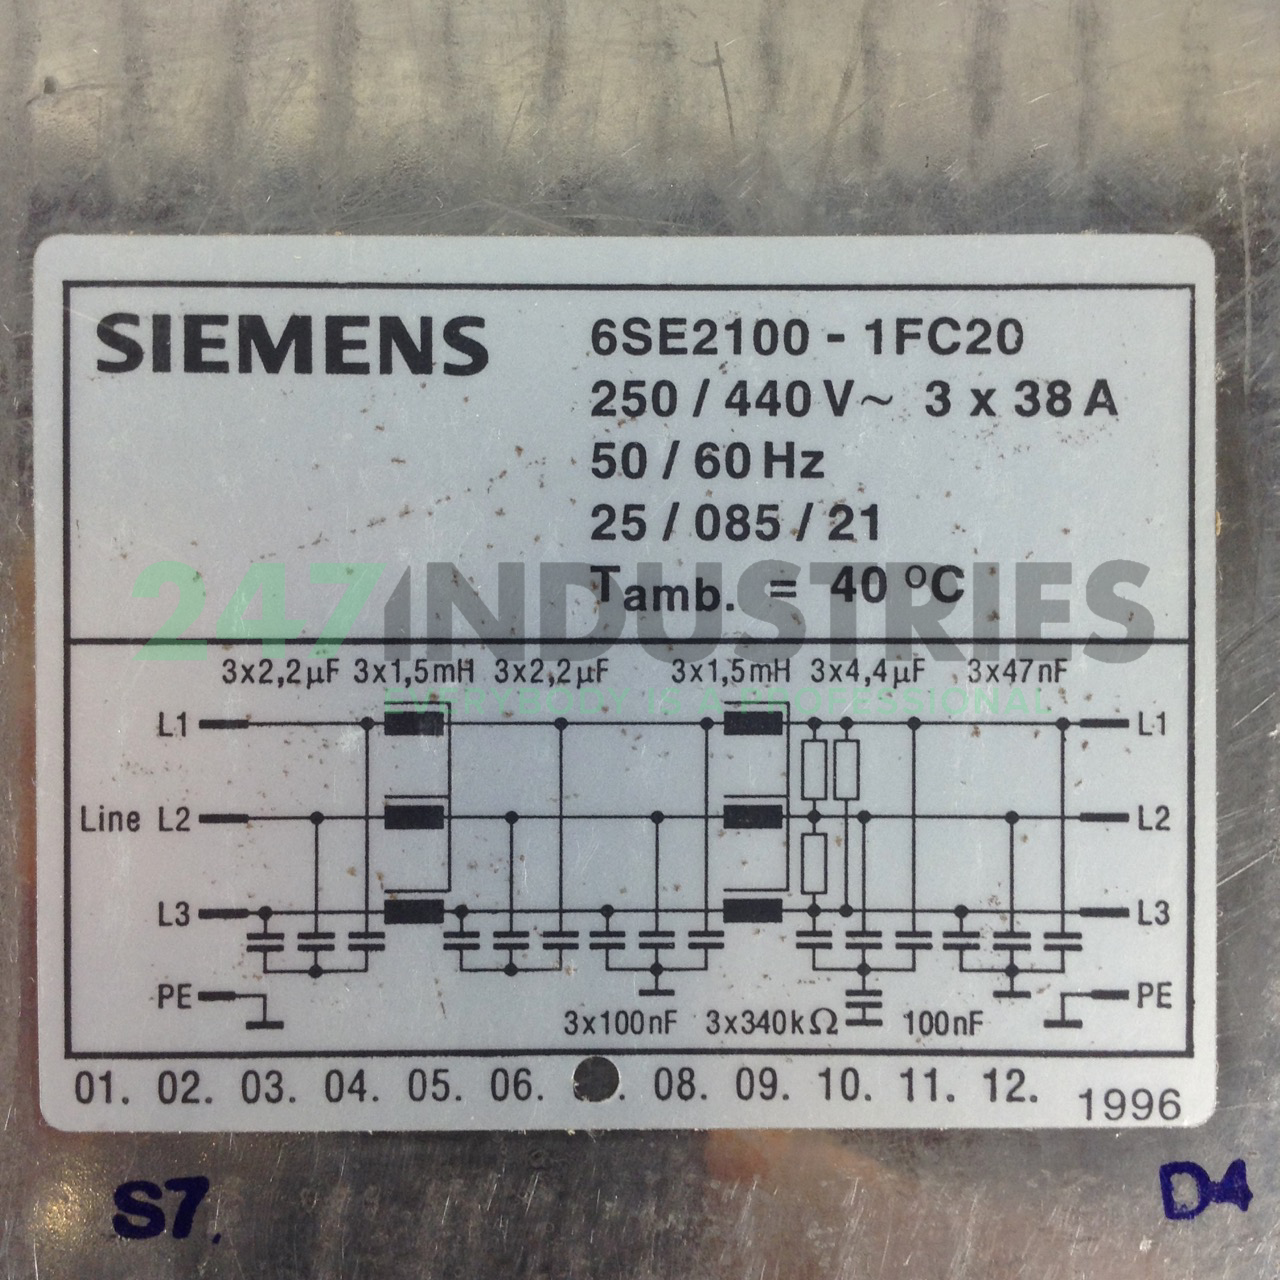 SIEMENS
6SE2100 - 1FC20
250 / 440 V ~ 3 x 38 A
50 / 60 Hz
25 / 085 / 21
Tamb. = 40 °C
247INDUSTRIES
EVERYBODY IS A PROFESSIONAL
3x2,2µF 3x1,5mH 3x2,2µF 3x1,5mH 3x4,4µF 3x47nF
L1 L1
Line L2 L2
L3 L3
PE PE
3x100nF 3x340kΩ 100nF
01. 02. 03. 04. 05. 06. . 08. 09. 10. 11. 12. 1996
S7. D4